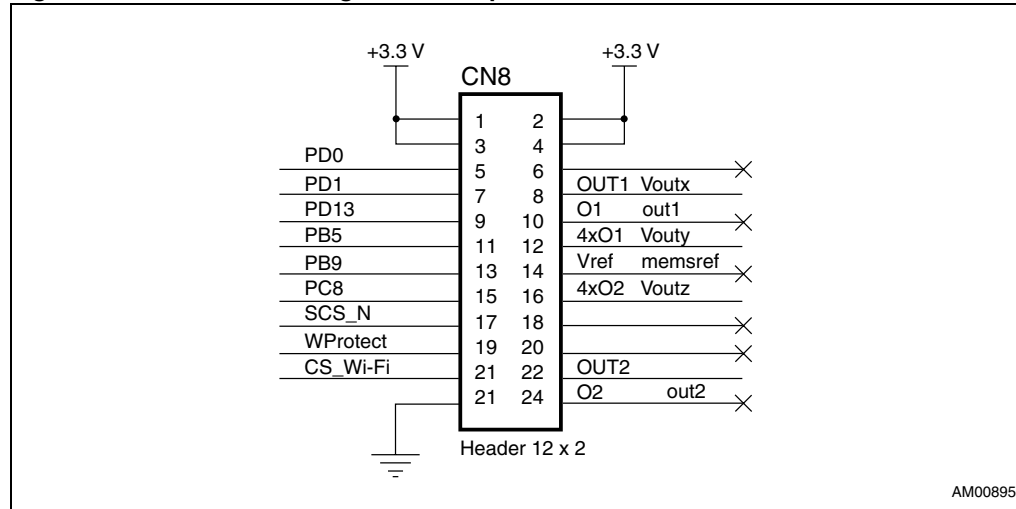 +3.3 V +3.3 V
CN8
1 2
3 4
PD0 5 6
PD1 7 8 OUT1 Voutx
PD13 9 10 O1 out1
PB5 11 12 4xO1 Vouty
PB9 13 14 Vref memsref
PC8 15 16 4xO2 Voutz
SCS_N 17 18
WProtect 19 20
CS_Wi-Fi 21 22 OUT2
21 24 O2 out2
Header 12 x 2
AM00895